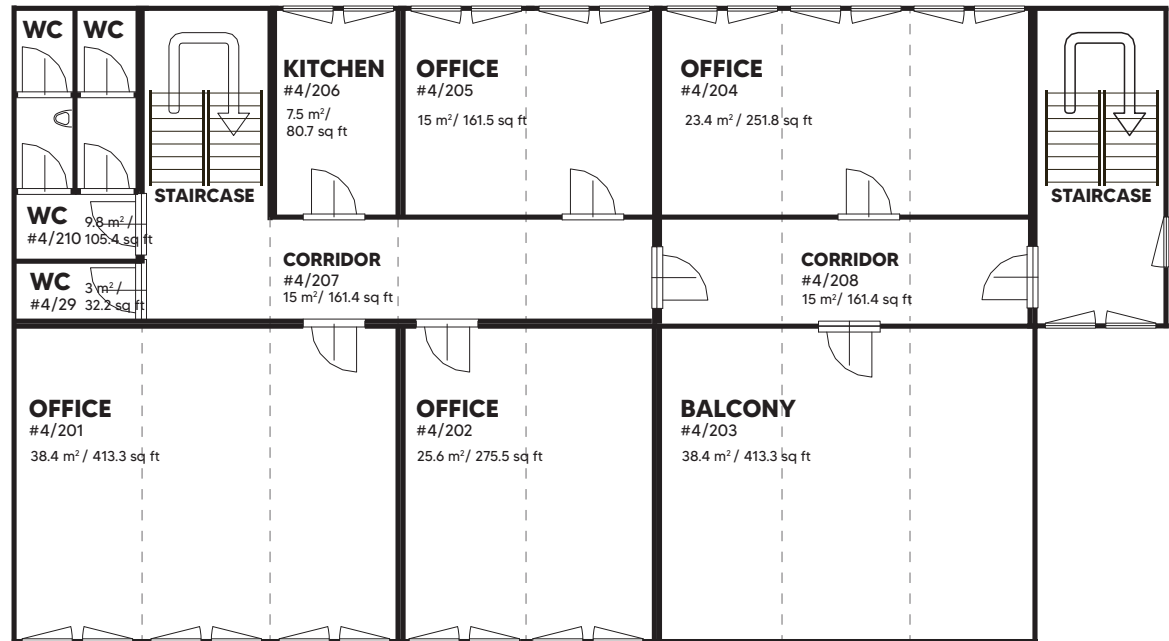 WC
WC
KITCHEN
#4/206
7.5 m²/
80.7 sq ft
OFFICE
#4/205
15 m²/ 161.5 sq ft
OFFICE
#4/204
23.4 m² / 251.8 sq ft
STAIRCASE
STAIRCASE
WC
#4/210
9.8 m² /
105.4 sq ft
WC
#4/29
3 m² /
32.2 sq ft
CORRIDOR
#4/207
15 m²/ 161.4 sq ft
CORRIDOR
#4/208
15 m²/ 161.4 sq ft
OFFICE
#4/201
38.4 m² / 413.3 sq ft
OFFICE
#4/202
25.6 m² / 275.5 sq ft
BALCONY
#4/203
38.4 m² / 413.3 sq ft